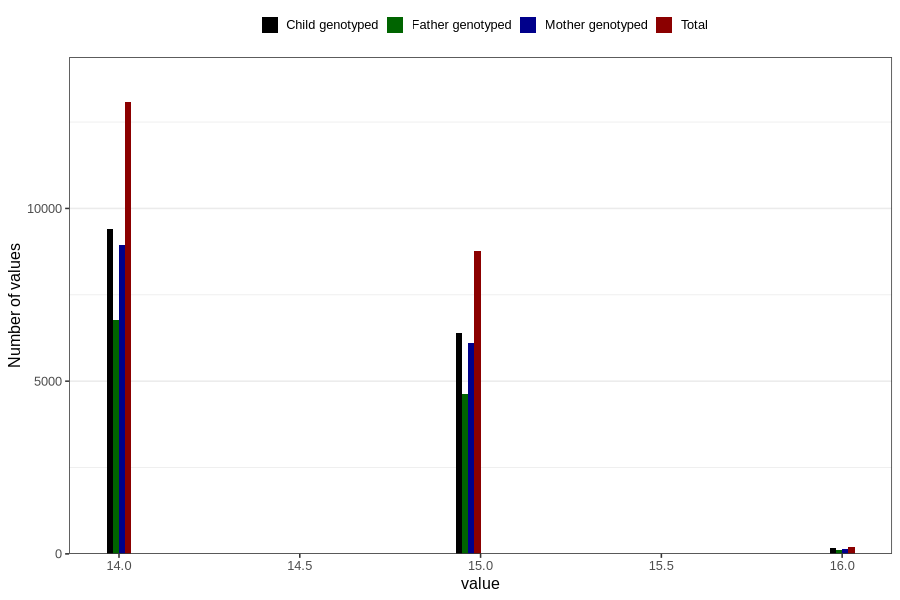 Child genotyped Father genotyped Mother genotyped Total
Number of values
10000
5000
0
14.0 14.5 15.0 15.5 16.0
value